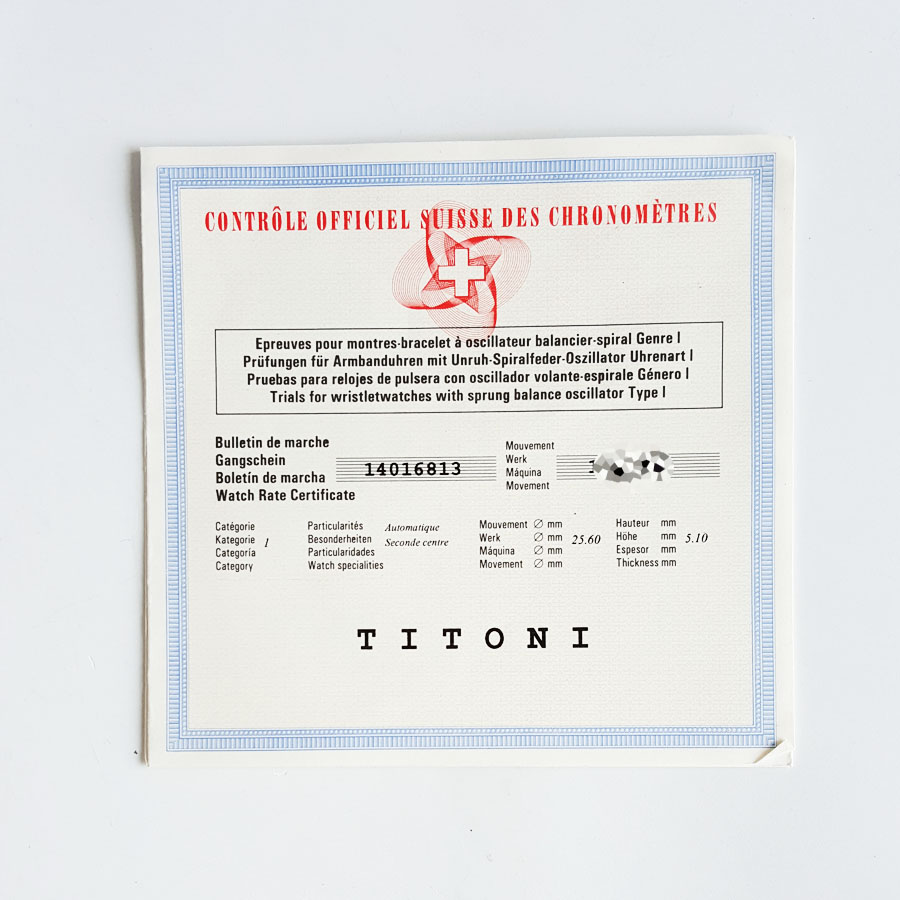 CONTRÔLE OFFICIEL SUISSE DES CHRONOMÈTRES
Epreuves pour montres-bracelet à oscillateur balancier-spiral Genre I
Prüfungen für Armbanduhren mit Unruh-Spiralfeder-Oszillator Uhrenart I
Pruebas para relojes de pulsera con oscillador volante-espirale Género I
Trials for wristletwatches with sprung balance oscillator Type I
Bulletin de marche
Gangschein
Boletín de marcha
Watch Rate Certificate
14016813
Mouvement
Werk
Máquina
Movement
Catégorie
Kategorie 1
Categoría
Category
Particularités Automatique
Besonderheiten Seconde centre
Particularidades
Watch specialities
Mouvement ∅ mm
Werk ∅ mm 25.60
Máquina ∅ mm
Movement ∅ mm
Hauteur mm
Höhe mm 5.10
Espesor mm
Thickness mm
TITONI